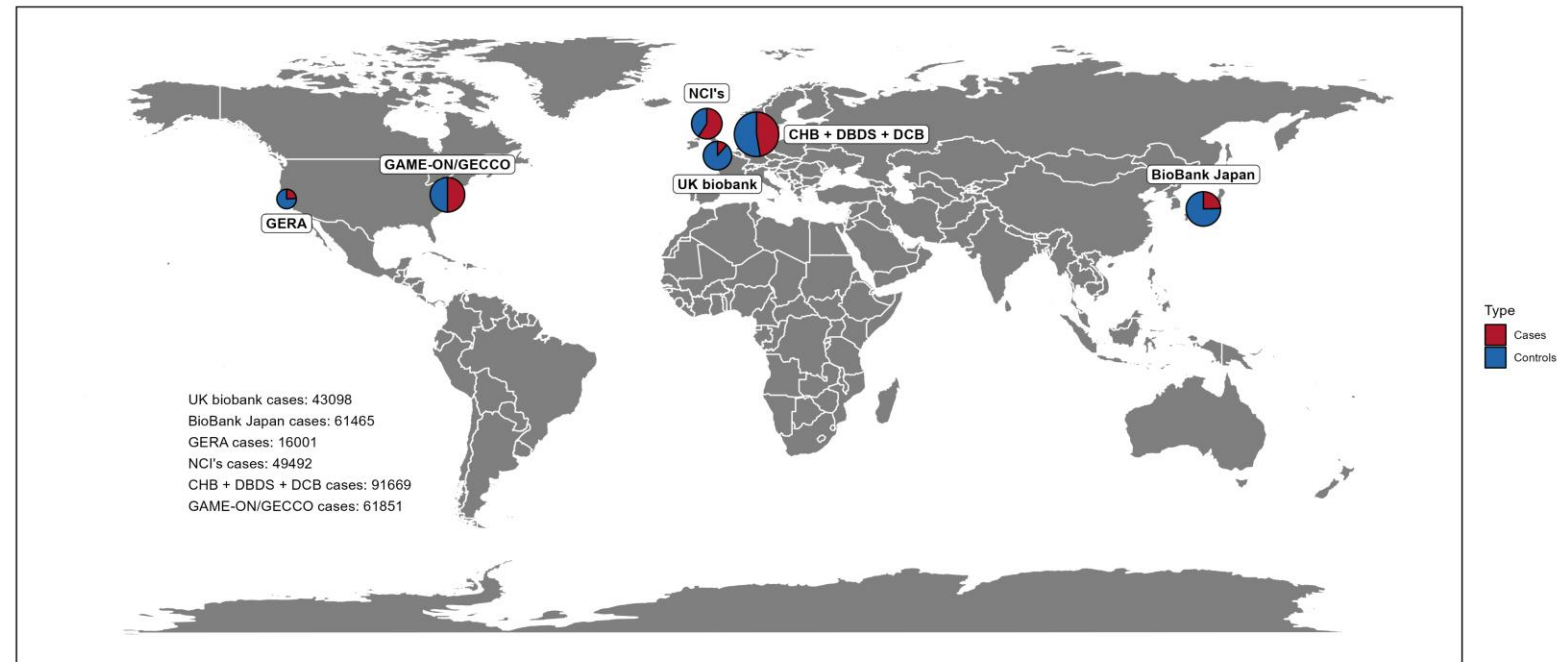 NCI's
CHB + DBDS + DCB
GAME-ON/GECCO
BioBank Japan
UK biobank
GERA
Type
Cases
Controls
UK biobank cases: 43098
BioBank Japan cases: 61465
GERA cases: 16001
NCI's cases: 49492
CHB + DBDS + DCB cases: 91669
GAME-ON/GECCO cases: 61851